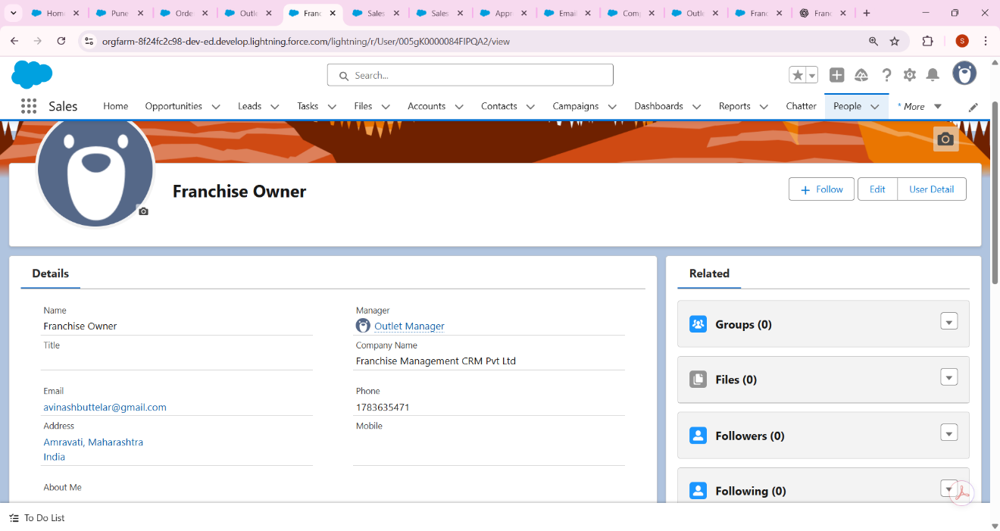 Home
Pune
Order
Outle
Franc
Sales
Sales
Appr
Email
Comp
Outle
Franc
Franc
orgfarm-8f24fc2c98-dev-ed.develop.lightning.force.com/lightning/r/User/005gK0000084FIPQA2/view
S
Search...
Sales
Home
Opportunities
Leads
Tasks
Files
Accounts
Contacts
Campaigns
Dashboards
Reports
Chatter
People
* More
Franchise Owner
Follow
Edit
User Detail
Details
Related
Name
Franchise Owner
Manager
Outlet Manager
Title
Company Name
Franchise Management CRM Pvt Ltd
Email
avinashbuttelar@gmail.com
Phone
1783635471
Address
Amravati, Maharashtra
India
Mobile
About Me
Groups (0)
Files (0)
Followers (0)
Following (0)
To Do List